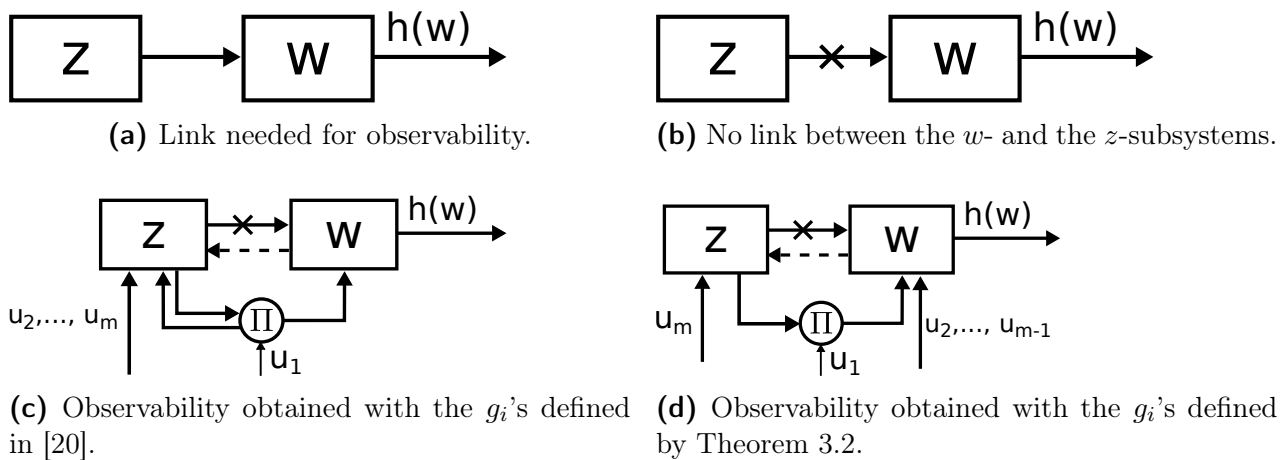 z w h(w)
z w h(w)
(a) Link needed for observability.
(b) No link between the w- and the z-subsystems.
z w h(w)
u₂,..., uₘ
Π
u₁
z w h(w)
uₘ
Π
u₁
u₂,..., uₘ₋₁
(c) Observability obtained with the gᵢ's defined
in [20].
(d) Observability obtained with the gᵢ's defined
by Theorem 3.2.